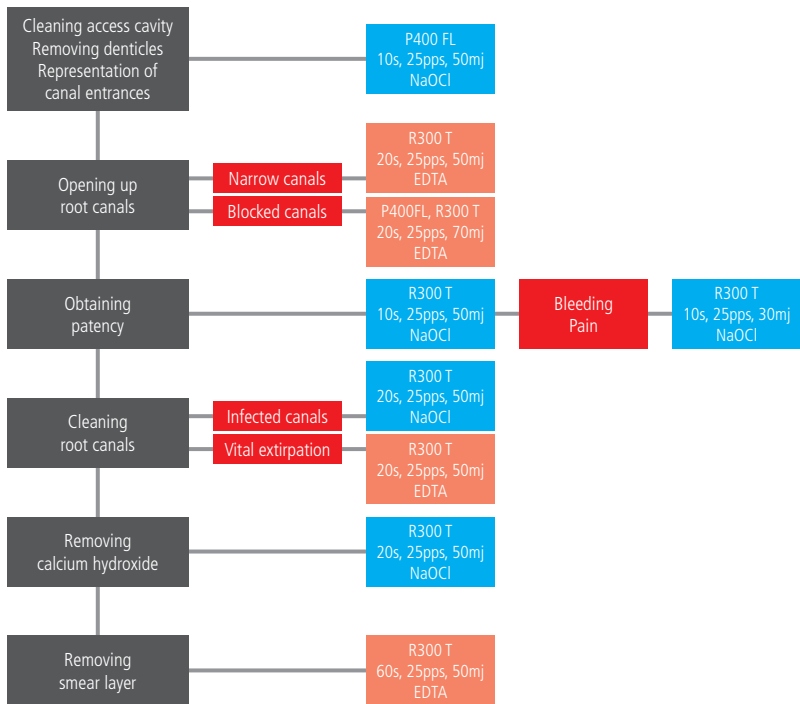 Cleaning access cavity
Removing denticles
Representation of
canal entrances
P400 FL
10s, 25pps, 50mj
NaOCl
Opening up
root canals
Narrow canals
R300 T
20s, 25pps, 50mj
EDTA
Blocked canals
P400FL, R300 T
20s, 25pps, 70mj
EDTA
Obtaining
patency
R300 T
10s, 25pps, 50mj
NaOCl
Bleeding
Pain
R300 T
10s, 25pps, 30mj
NaOCl
Cleaning
root canals
Infected canals
R300 T
20s, 25pps, 50mj
NaOCl
Vital extirpation
R300 T
20s, 25pps, 50mj
EDTA
Removing
calcium hydroxide
R300 T
20s, 25pps, 50mj
NaOCl
Removing
smear layer
R300 T
60s, 25pps, 50mj
EDTA